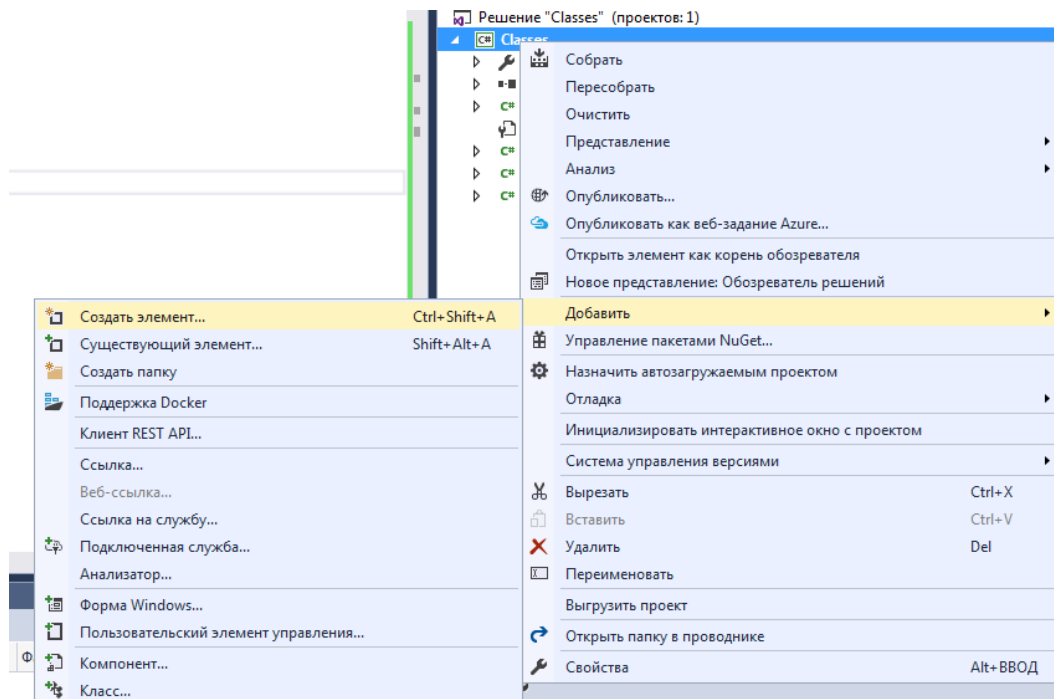 Решение "Classes" (проектов: 1)
C# Classes
C#
C#
C#
C#
Собрать
Пересобрать
Очистить
Представление
Анализ
Опубликовать...
Опубликовать как веб-задание Azure...
Открыть элемент как корень обозревателя
Новое представление: Обозреватель решений
Добавить
Управление пакетами NuGet...
Назначить автозагружаемым проектом
Отладка
Инициализировать интерактивное окно с проектом
Система управления версиями
Вырезать Ctrl+X
Вставить Ctrl+V
Удалить Del
Переименовать
Выгрузить проект
Открыть папку в проводнике
Свойства Alt+ВВОД
Создать элемент... Ctrl+Shift+A
Существующий элемент... Shift+Alt+A
Создать папку
Поддержка Docker
Клиент REST API...
Ссылка...
Веб-ссылка...
Ссылка на службу...
Подключенная служба...
Анализатор...
Форма Windows...
Пользовательский элемент управления...
Компонент...
Класс...
Ф